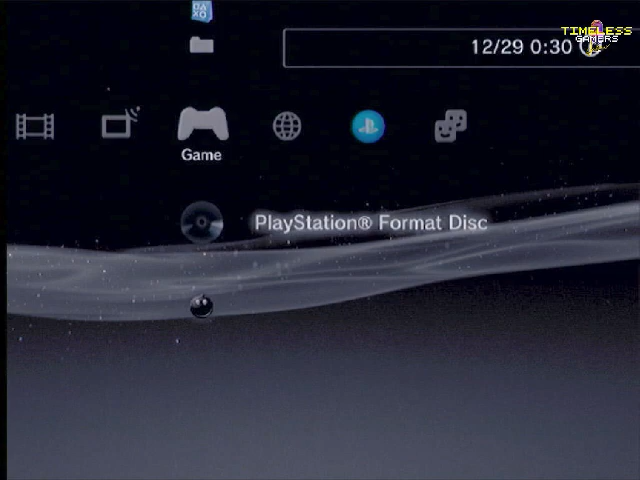 12/29 0:30
TIMELESS
GAMERS
Game
PlayStation® Format Disc